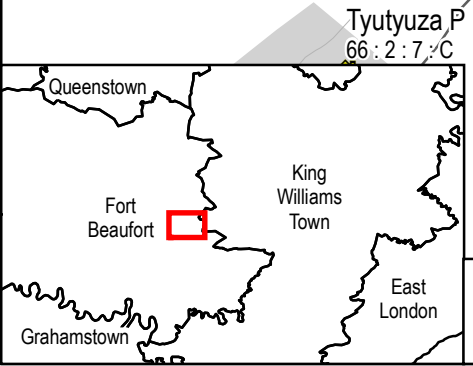 Tyutyuza P
66 : 2 : 7 : C
Queenstown
King
Williams
Town
Fort
Beaufort
East
London
Grahamstown